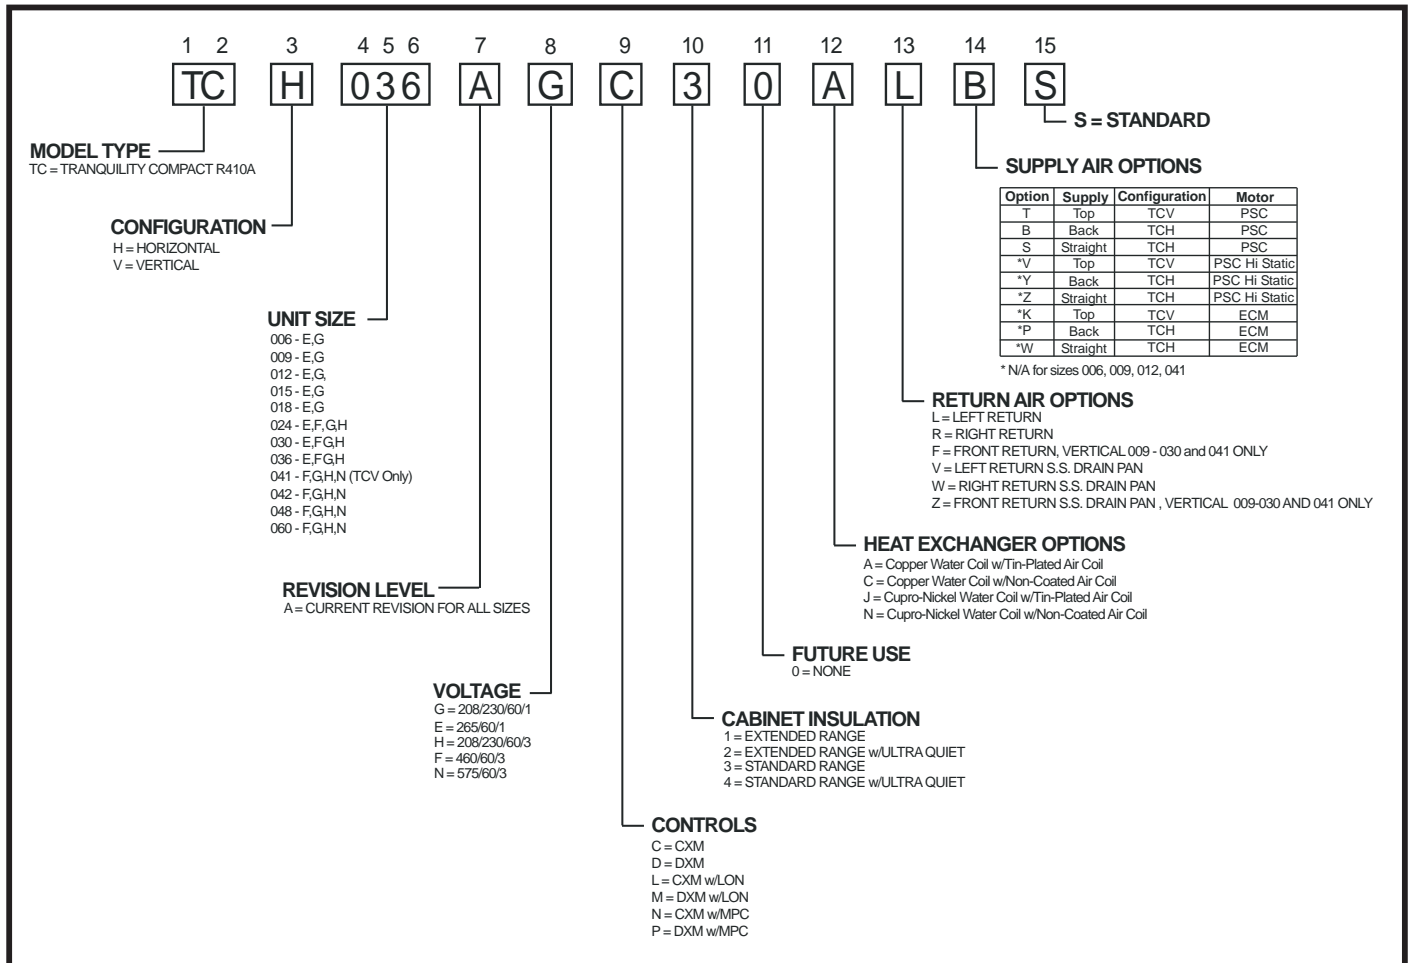 1 2 3 4 5 6 7 8 9 10 11 12 13 14 15
TC H 036 A G C 3 0 A L B S
S = STANDARD
MODEL TYPE
TC = TRANQUILITY COMPACT R410A
SUPPLY AIR OPTIONS
Option Supply Configuration Motor
T Top TCV PSC
B Back TCH PSC
S Straight TCH PSC
*V Top TCV PSC Hi Static
*Y Back TCH PSC Hi Static
*Z Straight TCH PSC Hi Static
*K Top TCV ECM
*P Back TCH ECM
*W Straight TCH ECM
* N/A for sizes 006, 009, 012, 041
CONFIGURATION
H = HORIZONTAL
V = VERTICAL
UNIT SIZE
006 - E,G
009 - E,G
012 - E,G,
015 - E,G
018 - E,G
024 - E,F,G,H
030 - E,FG,H
036 - E,FG,H
041 - F,G,H,N (TCV Only)
042 - F,G,H,N
048 - F,G,H,N
060 - F,G,H,N
RETURN AIR OPTIONS
L = LEFT RETURN
R = RIGHT RETURN
F = FRONT RETURN, VERTICAL 009 - 030 and 041 ONLY
V = LEFT RETURN S.S. DRAIN PAN
W = RIGHT RETURN S.S. DRAIN PAN
Z = FRONT RETURN S.S. DRAIN PAN , VERTICAL 009-030 AND 041 ONLY
HEAT EXCHANGER OPTIONS
A = Copper Water Coil w/Tin-Plated Air Coil
C = Copper Water Coil w/Non-Coated Air Coil
J = Cupro-Nickel Water Coil w/Tin-Plated Air Coil
N = Cupro-Nickel Water Coil w/Non-Coated Air Coil
REVISION LEVEL
A = CURRENT REVISION FOR ALL SIZES
FUTURE USE
0 = NONE
VOLTAGE
G = 208/230/60/1
E = 265/60/1
H = 208/230/60/3
F = 460/60/3
N = 575/60/3
CABINET INSULATION
1 = EXTENDED RANGE
2 = EXTENDED RANGE w/ULTRA QUIET
3 = STANDARD RANGE
4 = STANDARD RANGE w/ULTRA QUIET
CONTROLS
C = CXM
D = DXM
L = CXM w/LON
M = DXM w/LON
N = CXM w/MPC
P = DXM w/MPC